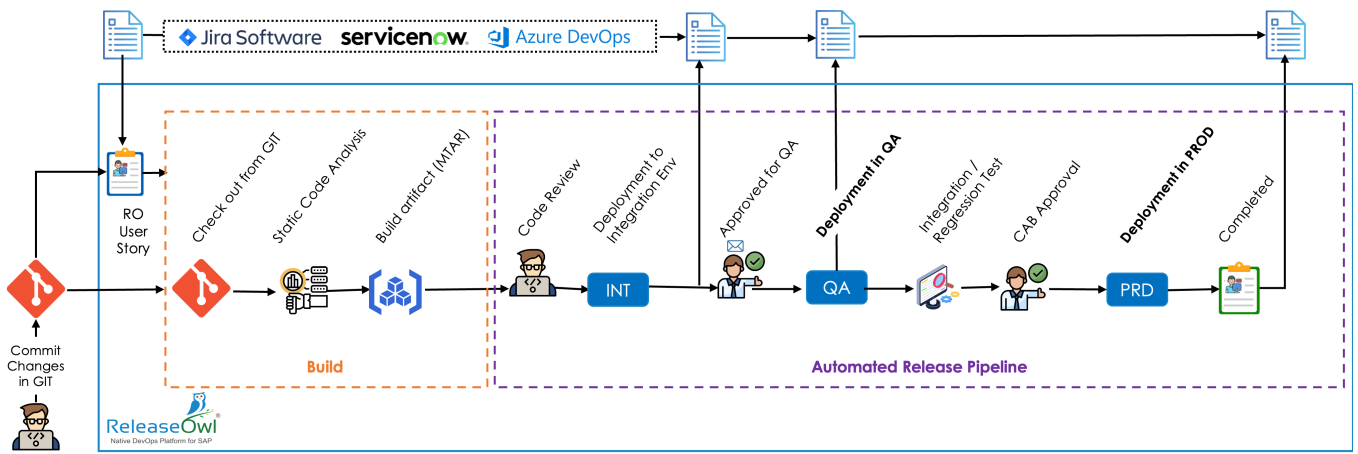 Jira Software
servicenow.
Azure DevOps
RO
User
Story
Check out from GIT
Static Code Analysis
Build artifact (MTAR)
Code Review
Deployment to
Integration Env
Approved for QA
Deployment in QA
Integration /
Regression Test
CAB Approval
Deployment in PROD
Completed
INT
QA
PRD
Commit
Changes
in GIT
Build
Automated Release Pipeline
ReleaseOwl®
Native DevOps Platform for SAP